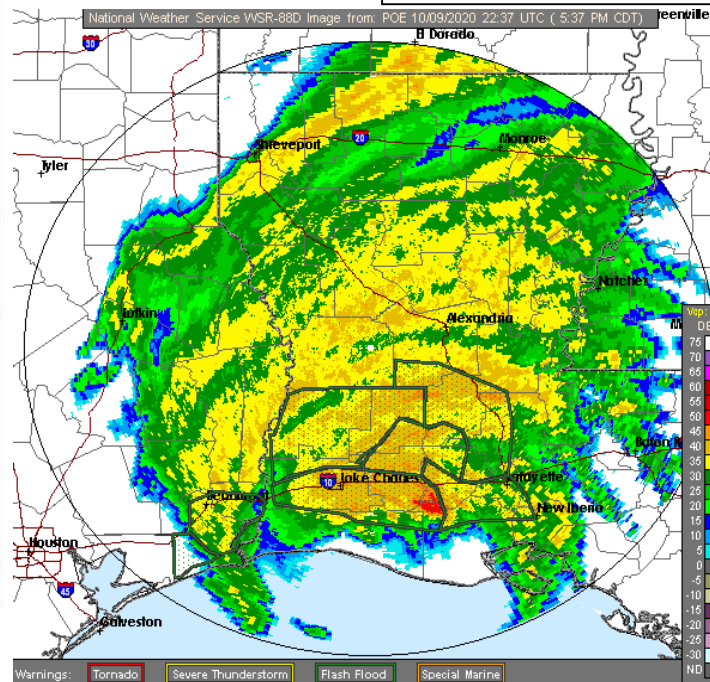 National Weather Service WSR-88D Image from: POE 10/09/2020 22:37 UTC ( 5:37 PM CDT)
El Dorado
30
20
Shreveport
Monroe
Tyler
Natchez
Lufkin
Alexandria
Vcp:
75
70
65
60
55
50
45
40
35
30
25
20
15
10
5
0
-5
-10
-15
-20
-25
-30
ND
10
Lake Charles
Lafayette
New Iberia
Houston
45
Galveston
Warnings: Tornado Severe Thunderstorm Flash Flood Special Marine